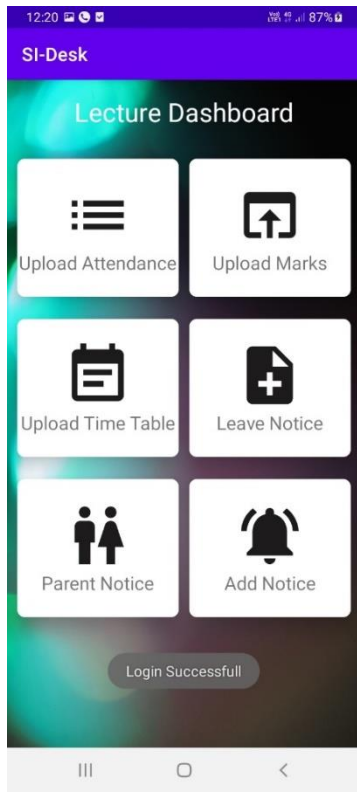 12:20 87%
SI-Desk
Lecture Dashboard
Upload Attendance Upload Marks
Upload Time Table Leave Notice
Parent Notice Add Notice
Login Successfull